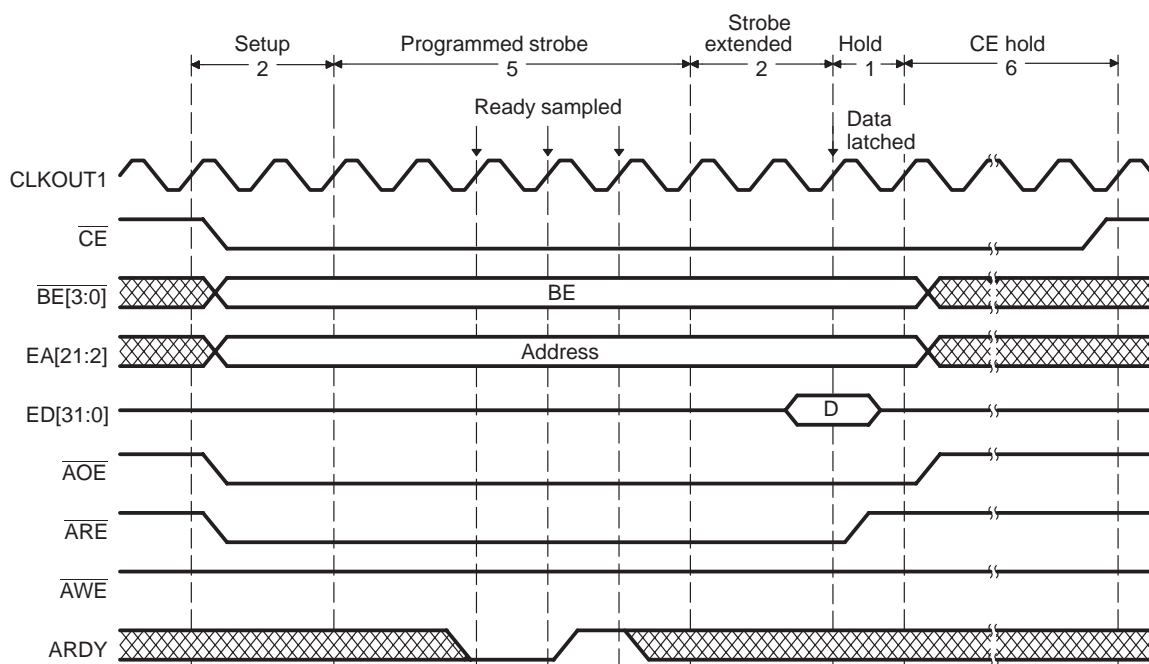 Setup
2
Programmed strobe
5
Strobe
extended
2
Hold
1
CE hold
6
Ready sampled
Data
latched
CLKOUT1
CE
BE[3:0]
BE
EA[21:2]
Address
ED[31:0]
D
AOE
ARE
AWE
ARDY